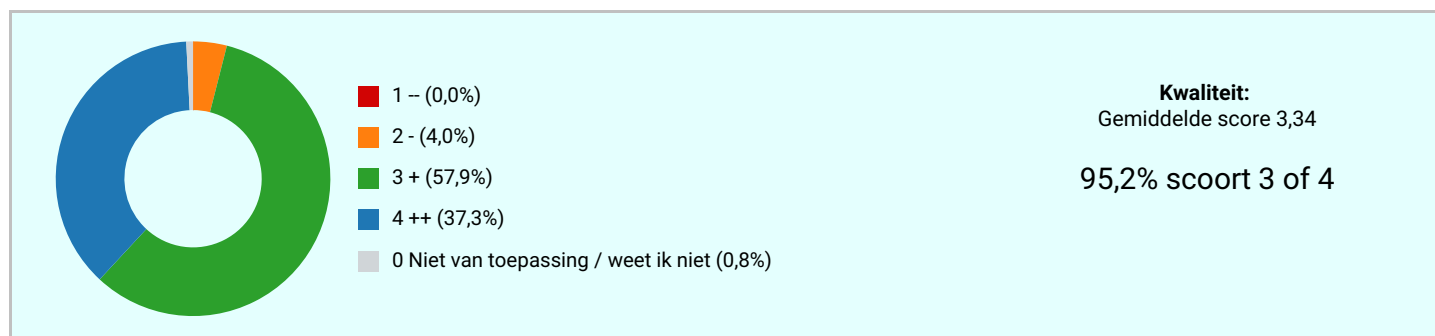 1 -- (0,0%)
2 - (4,0%)
3 + (57,9%)
4 ++ (37,3%)
0 Niet van toepassing / weet ik niet (0,8%)
Kwaliteit:
Gemiddelde score 3,34
95,2% scoort 3 of 4